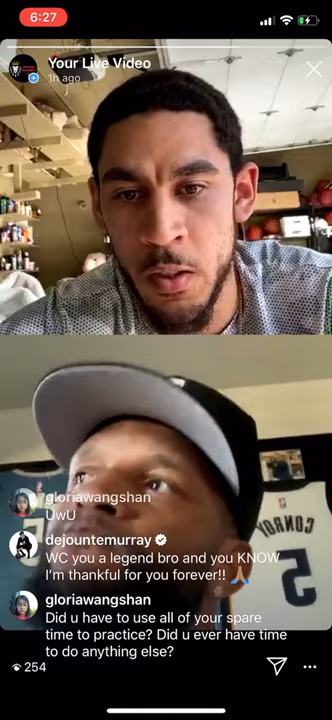 6:27
Your Live Video
1h ago
gloriawangshan
UwU
CONROY
5
dejountemurray
WC you a legend bro and you KNOW
I'm thankful for you forever!! 🙏🏽
gloriawangshan
Did u have to use all of your spare
time to practice? Did u ever have time
to do anything else?
254